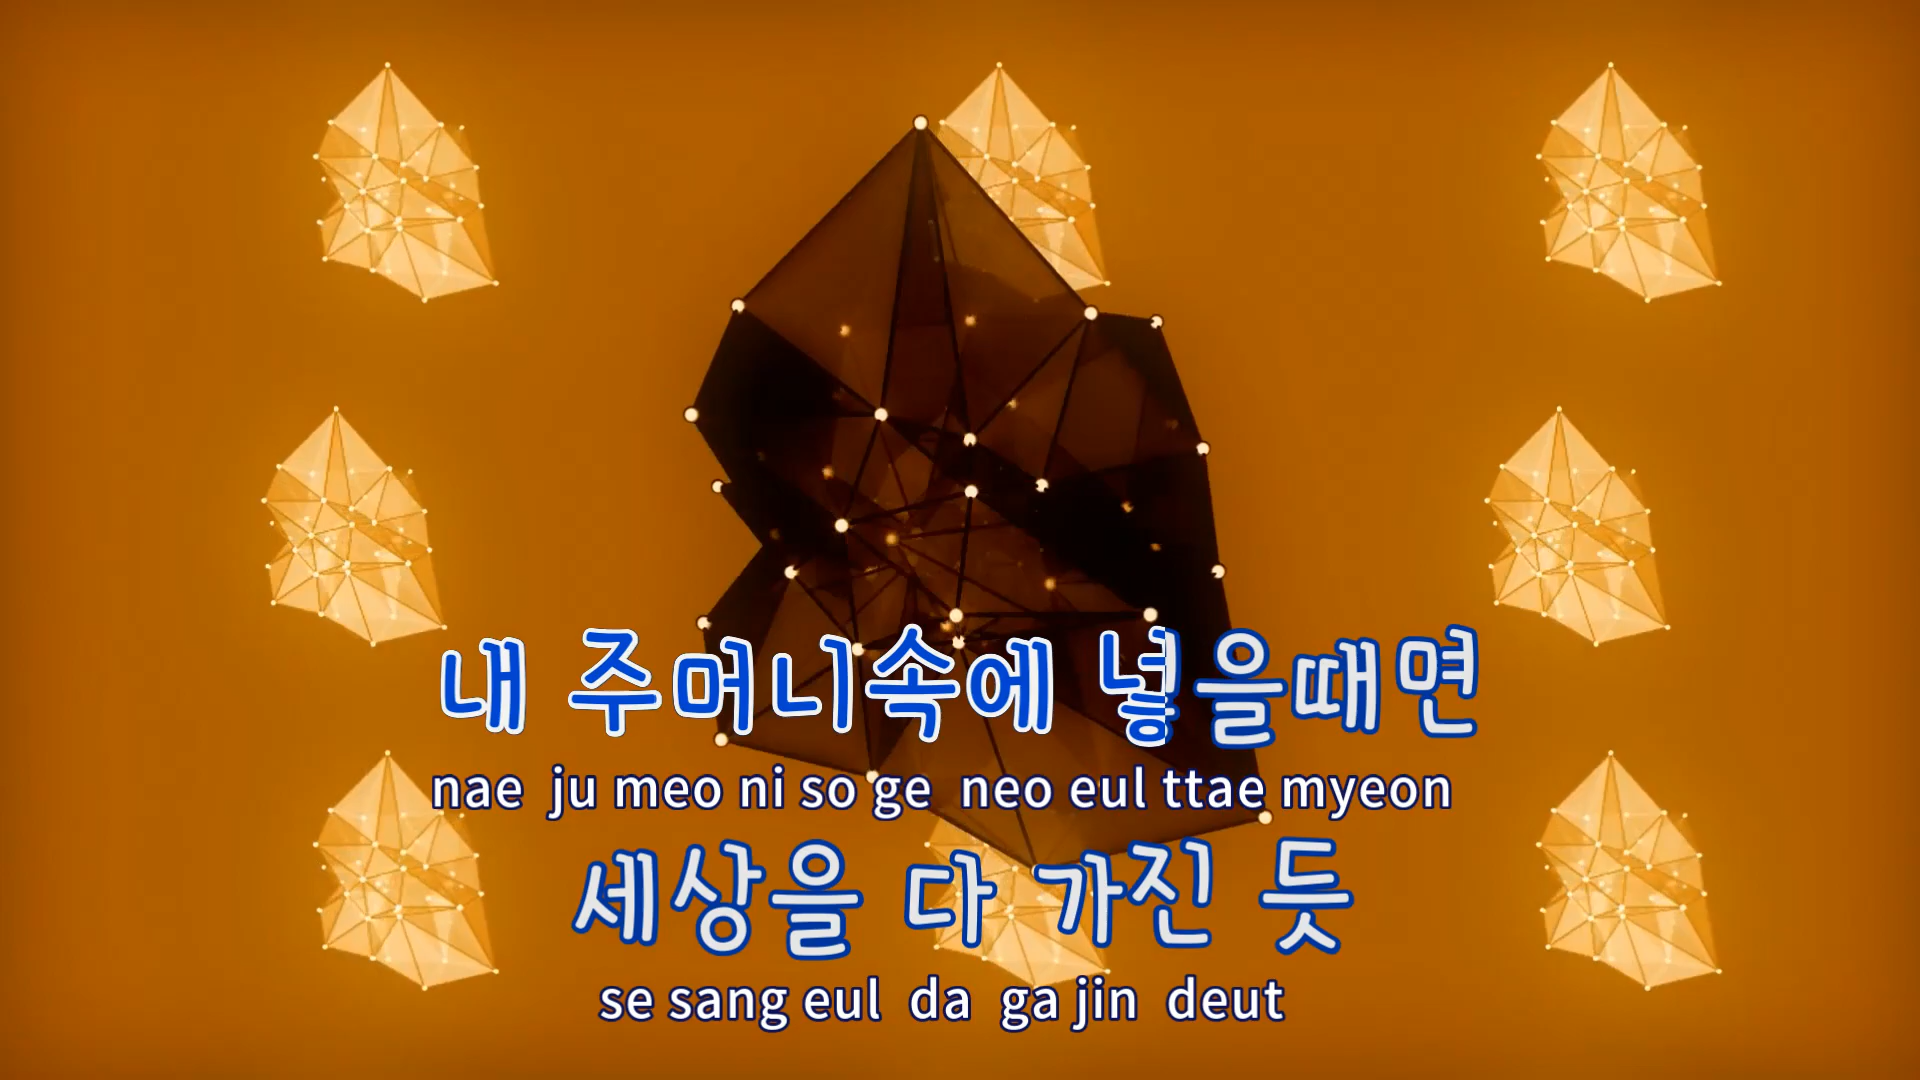 내 주머니속에 넣을때면
nae ju meo ni so ge neo eul ttae myeon
세상을 다 가진 듯
se sang eul da ga jin deut